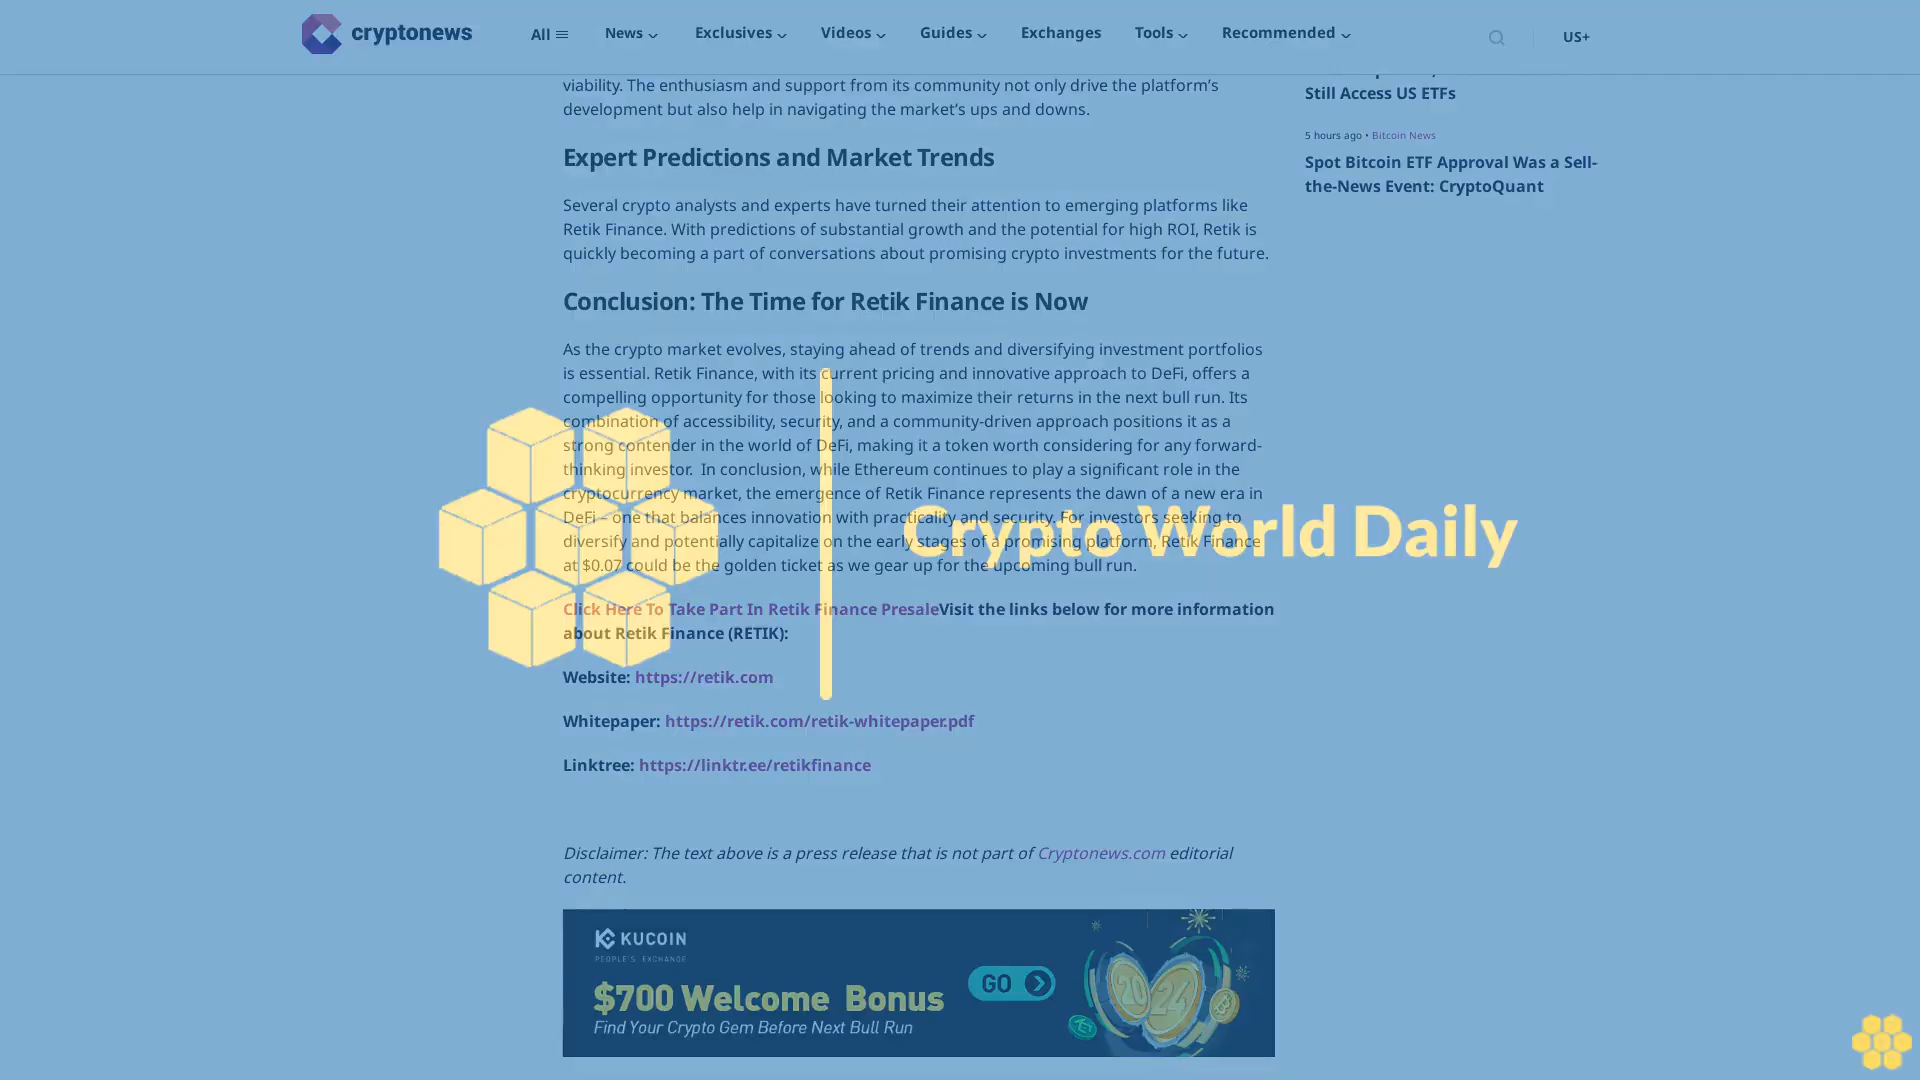 cryptonews
All
News
Exclusives
Videos
Guides
Exchanges
Tools
Recommended
US+
viability. The enthusiasm and support from its community not only drive the platform's
development but also help in navigating the market's ups and downs.
Expert Predictions and Market Trends
Several crypto analysts and experts have turned their attention to emerging platforms like
Retik Finance. With predictions of substantial growth and the potential for high ROI, Retik is
quickly becoming a part of conversations about promising crypto investments for the future.
Conclusion: The Time for Retik Finance is Now
As the crypto market evolves, staying ahead of trends and diversifying investment portfolios
is essential. Retik Finance, with its current pricing and innovative approach to DeFi, offers a
compelling opportunity for those looking to maximize their returns in the next bull run. Its
combination of accessibility, security, and a community-driven approach positions it as a
strong contender in the world of DeFi, making it a token worth considering for any forward-
thinking investor.  In conclusion, while Ethereum continues to play a significant role in the
cryptocurrency market, the emergence of Retik Finance represents the dawn of a new era in
DeFi – one that balances innovation with practicality and security. For investors seeking to
diversify and potentially capitalize on the early stages of a promising platform, Retik Finance
at $0.07 could be the golden ticket as we gear up for the upcoming bull run.
Click Here To Take Part In Retik Finance PresaleVisit the links below for more information
about Retik Finance (RETIK):
Website: https://retik.com
Whitepaper: https://retik.com/retik-whitepaper.pdf
Linktree: https://linktr.ee/retikfinance
Disclaimer: The text above is a press release that is not part of Cryptonews.com editorial
content.
KUCOIN
PEOPLE'S EXCHANGE
$700 Welcome Bonus
Find Your Crypto Gem Before Next Bull Run
GO
20
24
Still Access US ETFs
5 hours ago • Bitcoin News
Spot Bitcoin ETF Approval Was a Sell-
the-News Event: CryptoQuant
Crypto World Daily